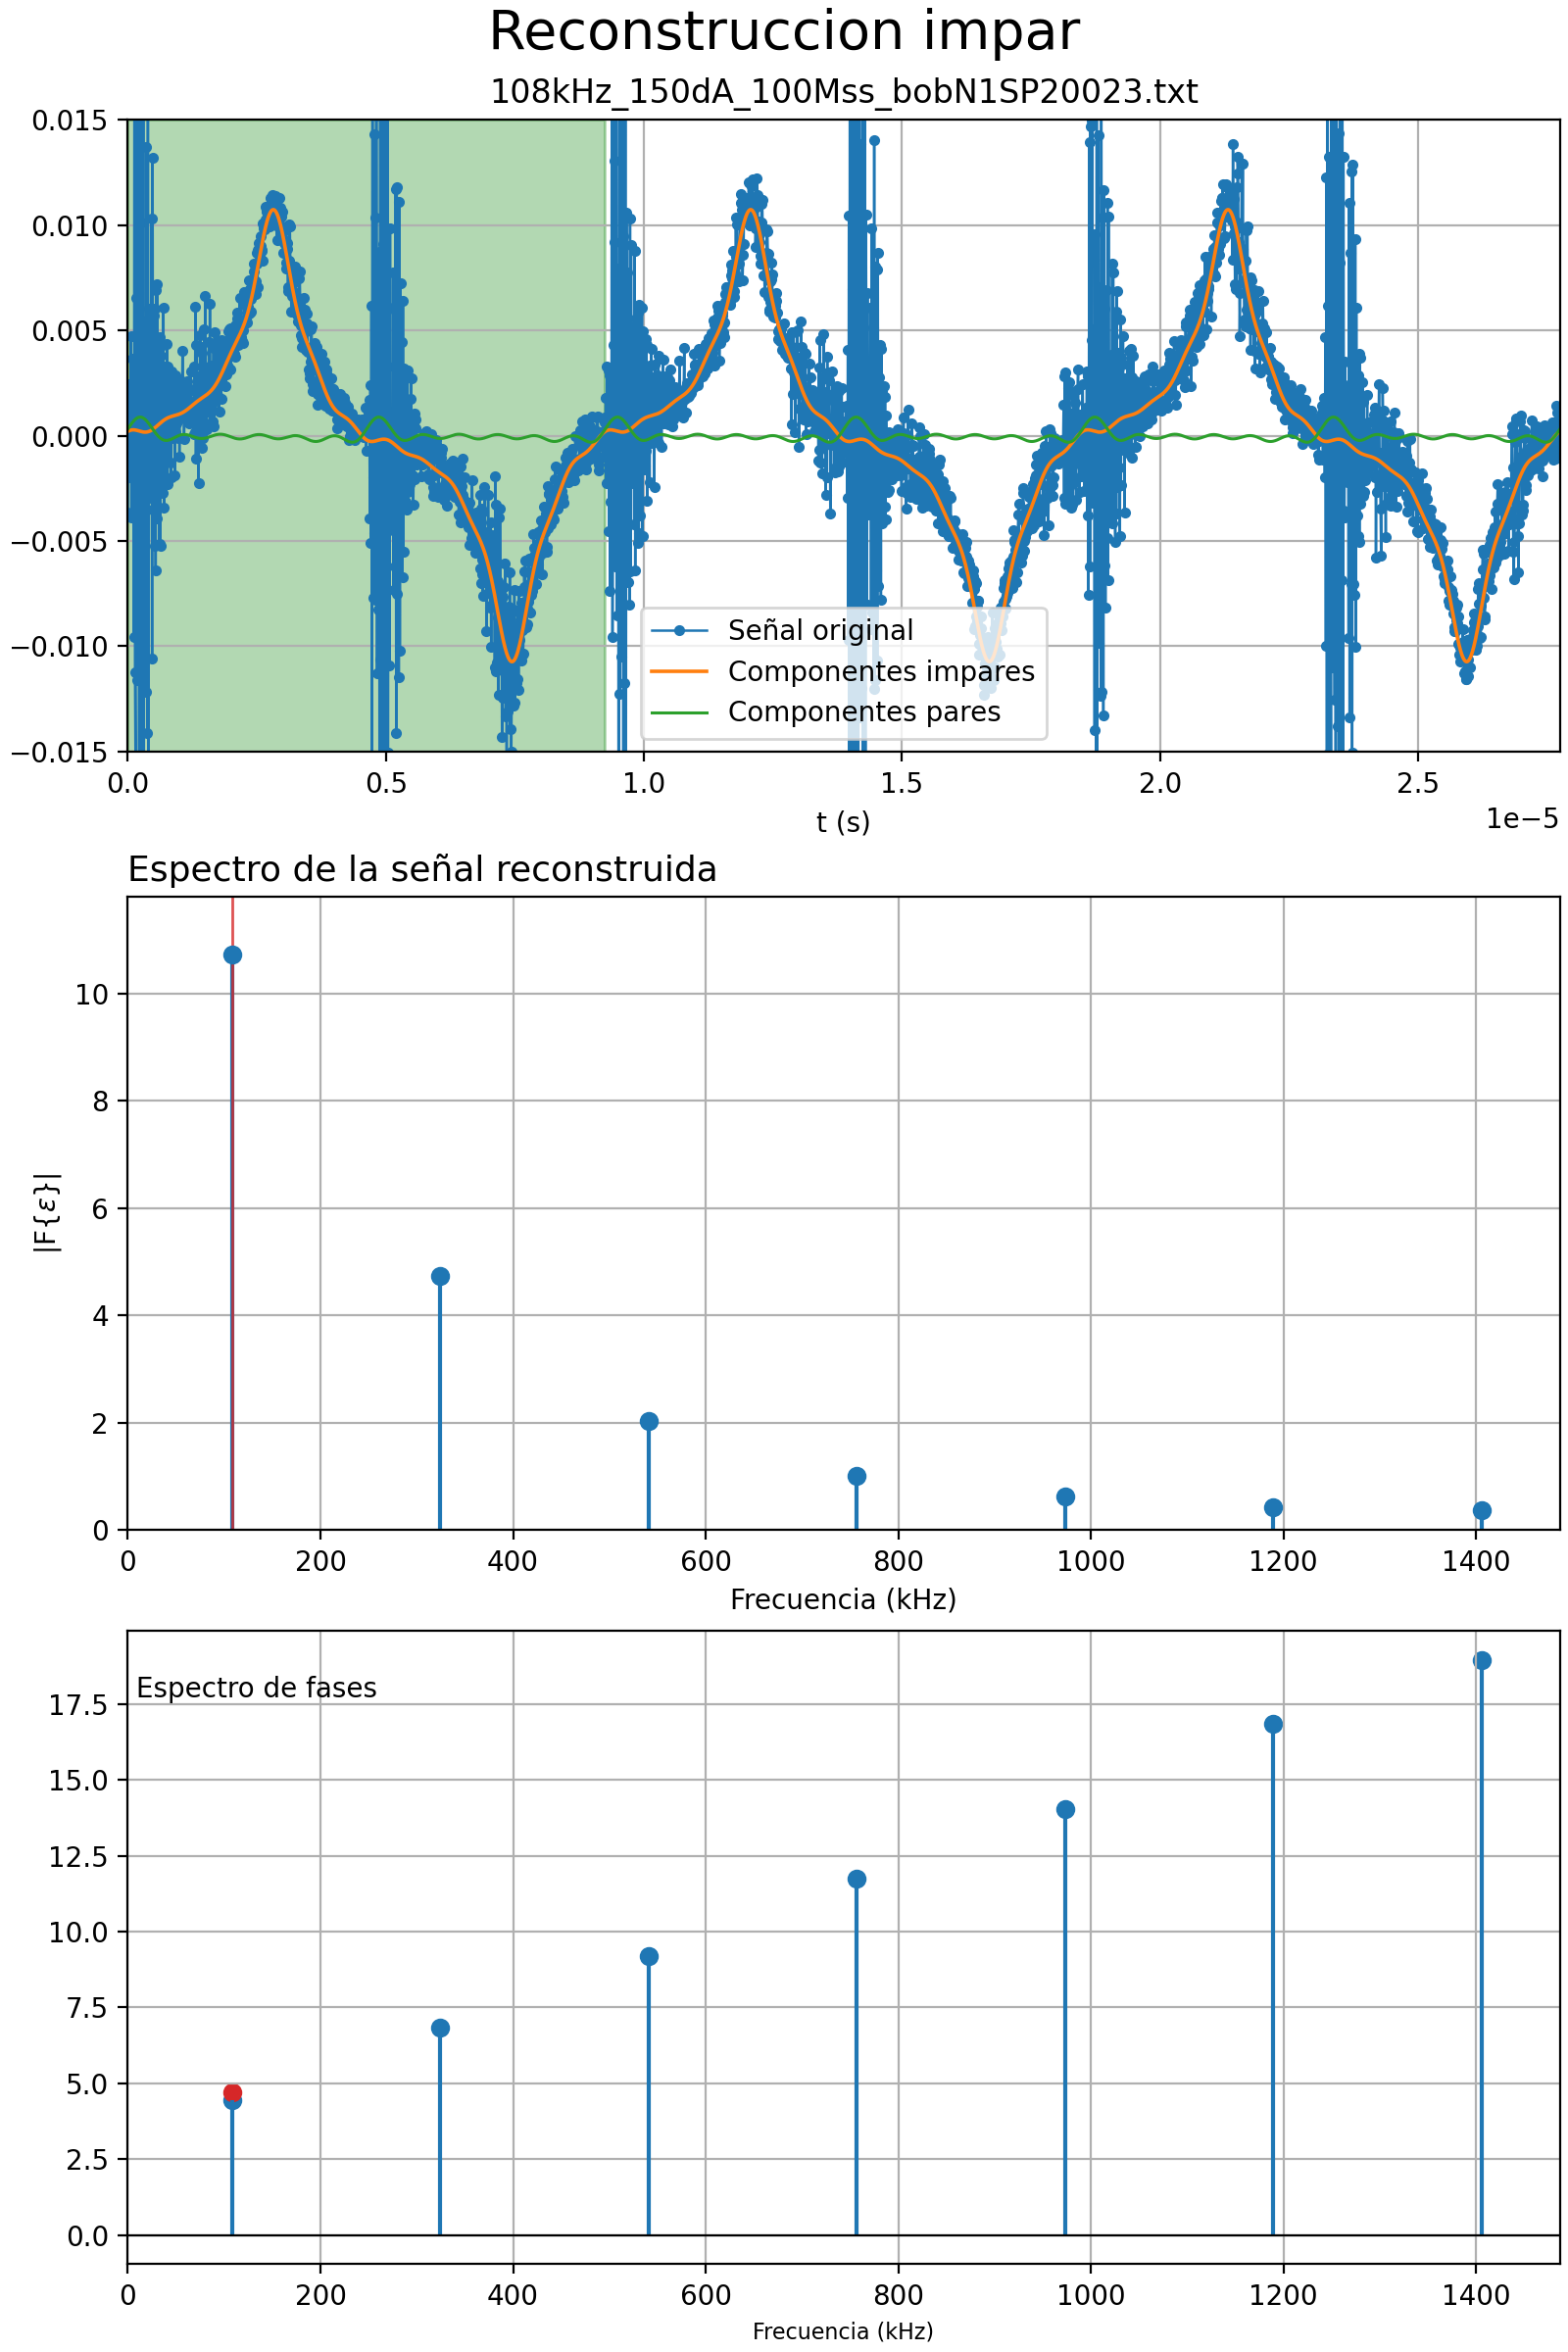 Reconstruccion impar
108kHz_150dA_100Mss_bobN1SP20023.txt
0.015
0.010
0.005
0.000
−0.005
−0.010
−0.015
Señal original
Componentes impares
Componentes pares
0.0 0.5 1.0 1.5 2.0 2.5
1e−5
t (s)
Espectro de la señal reconstruida
10
8
6
4
2
0
|F{ε}|
0 200 400 600 800 1000 1200 1400
Frecuencia (kHz)
Espectro de fases
17.5
15.0
12.5
10.0
7.5
5.0
2.5
0.0
0 200 400 600 800 1000 1200 1400
Frecuencia (kHz)